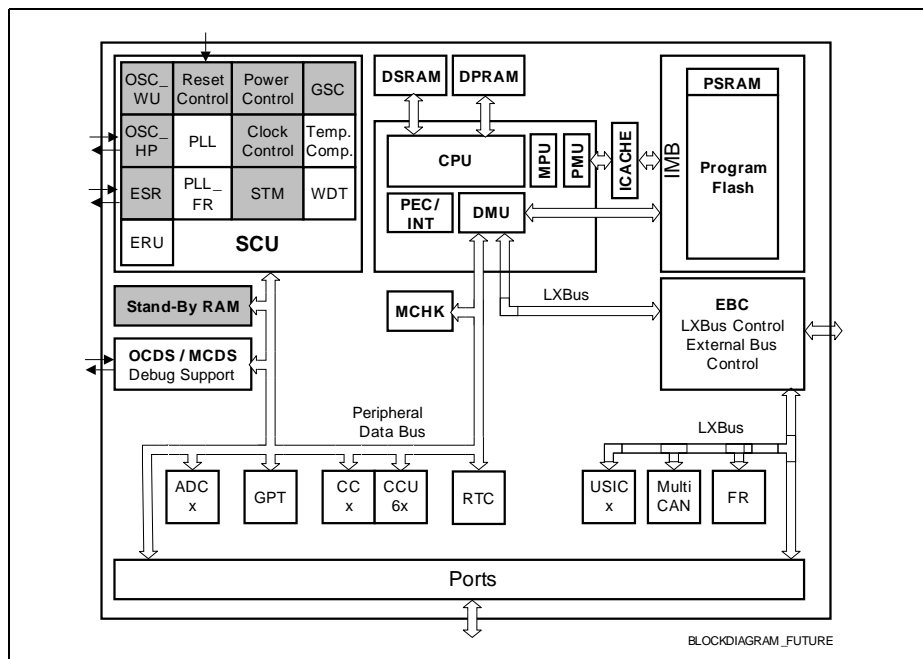 OSC_
WU
Reset
Control
Power
Control
GSC
OSC_
HP
PLL
Clock
Control
Temp.
Comp.
ESR
PLL_
FR
STM
WDT
ERU
SCU
DSRAM
DPRAM
CPU
MPU
PMU
ICACHE
IMB
PSRAM
Program
Flash
PEC/
INT
DMU
Stand-By RAM
MCHK
LXBus
EBC
LXBus Control
External Bus
Control
OCDS / MCDS
Debug Support
Peripheral
Data Bus
LXBus
ADC
x
GPT
CC
x
CCU
6x
RTC
USIC
x
Multi
CAN
FR
Ports
BLOCKDIAGRAM_FUTURE